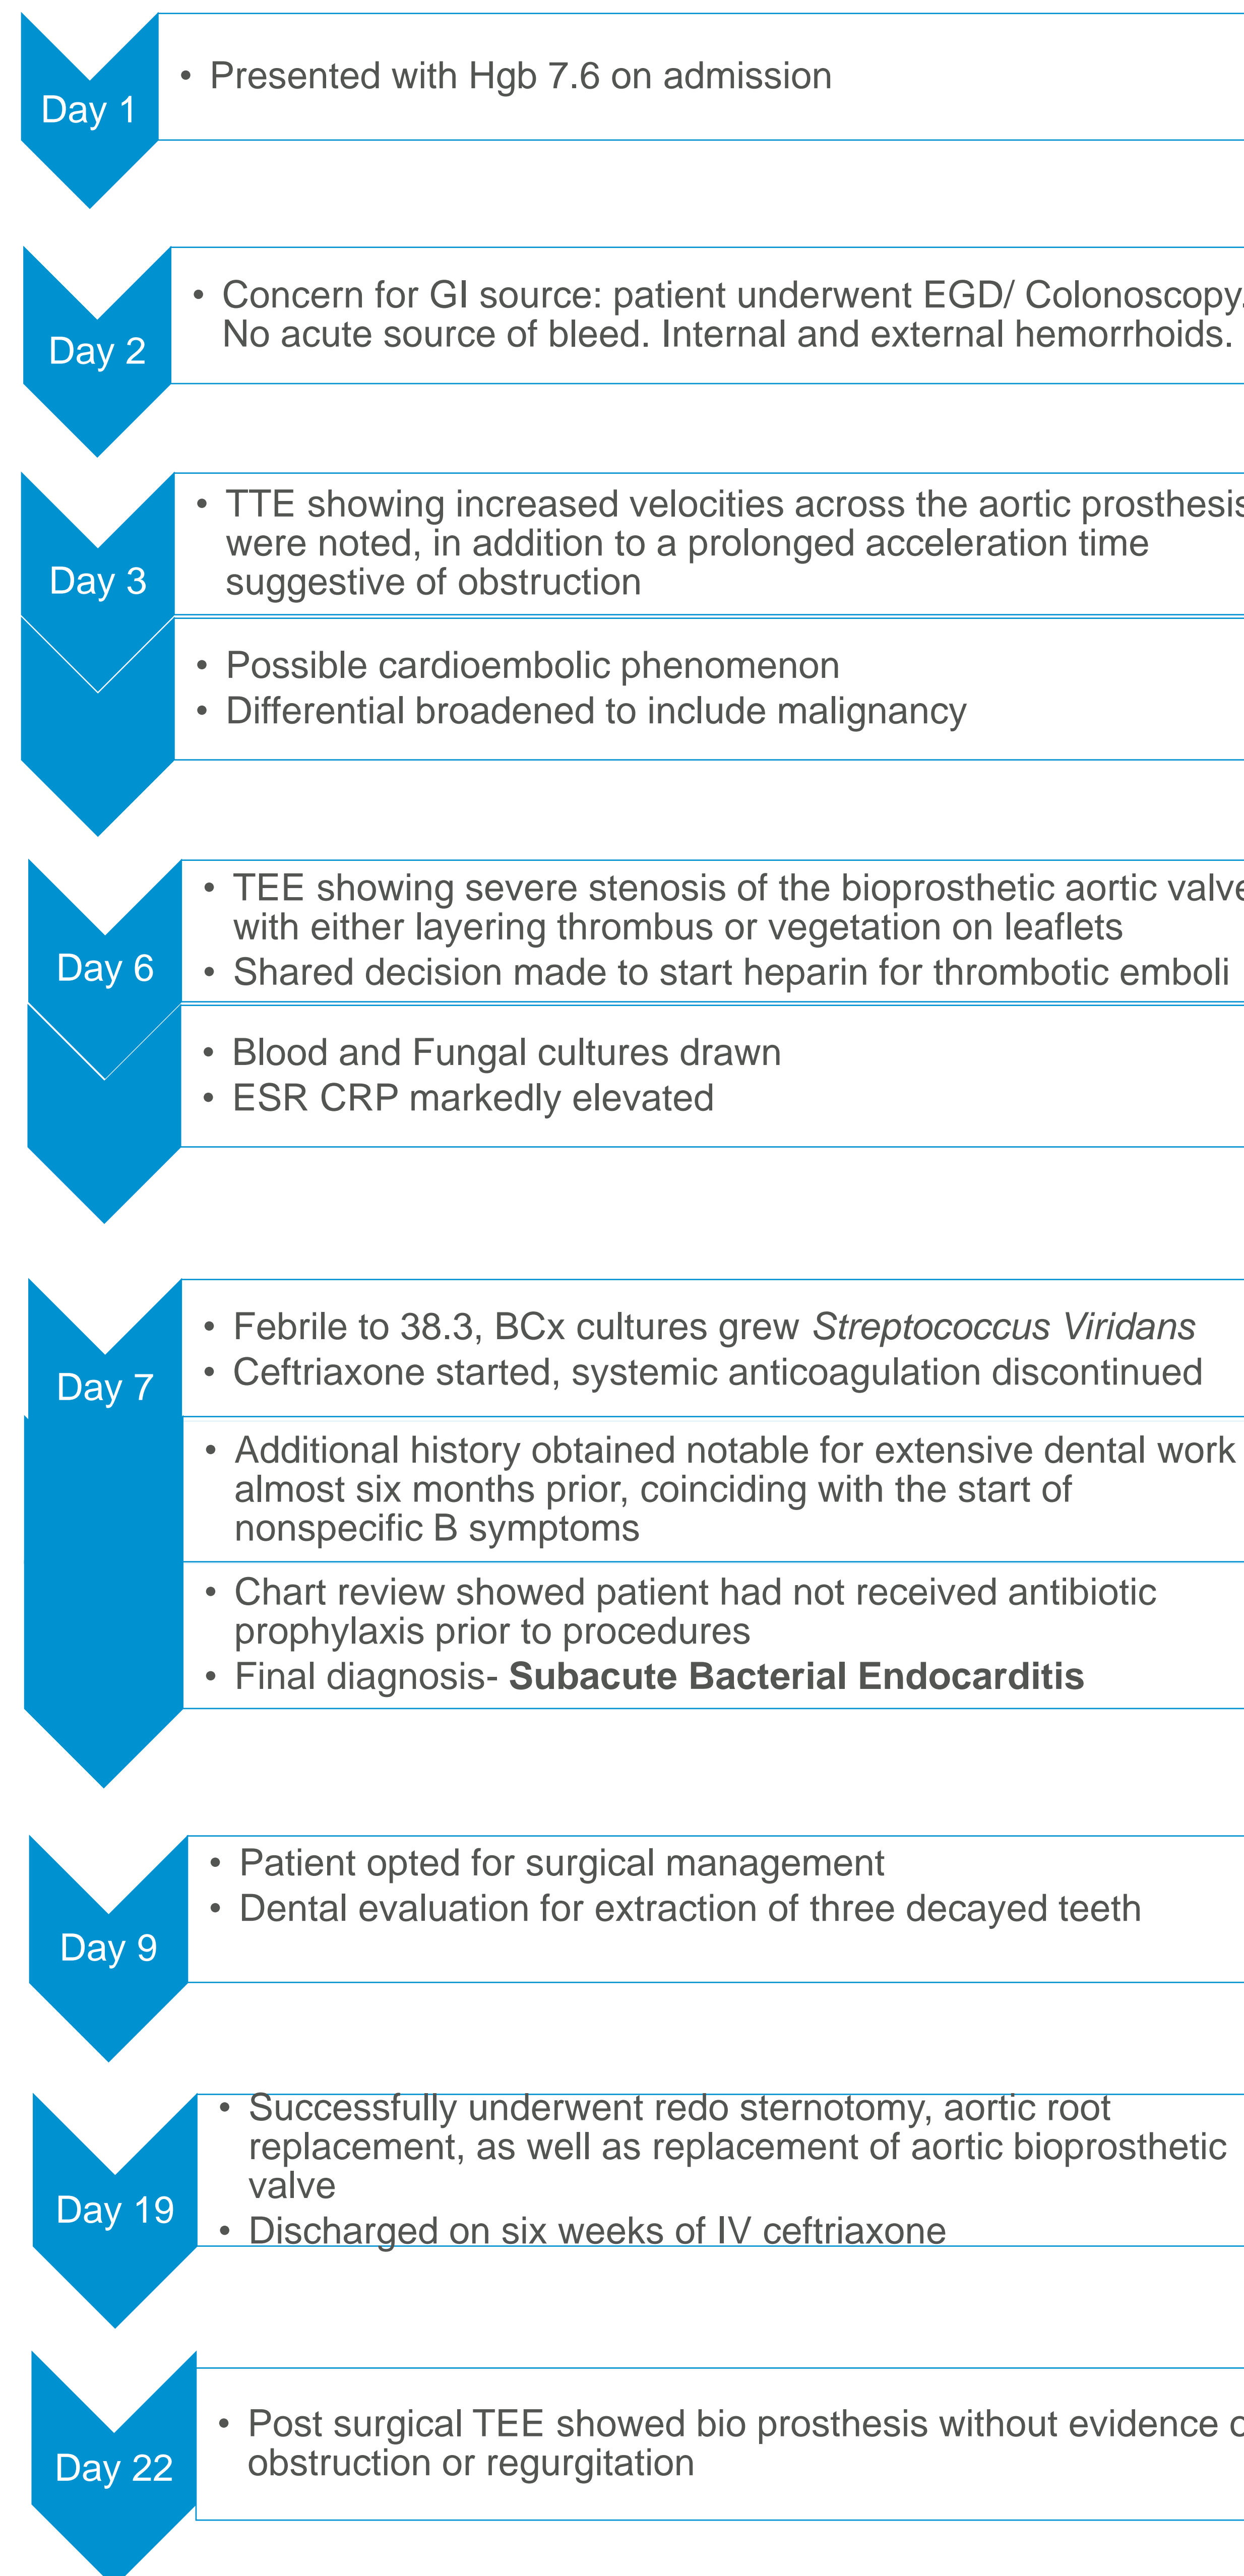 Day 1
• Presented with Hgb 7.6 on admission
Day 2
• Concern for GI source: patient underwent EGD/ Colonoscopy.
No acute source of bleed. Internal and external hemorrhoids.
Day 3
• TTE showing increased velocities across the aortic prosthesis
were noted, in addition to a prolonged acceleration time
suggestive of obstruction
• Possible cardioembolic phenomenon
• Differential broadened to include malignancy
Day 6
• TEE showing severe stenosis of the bioprosthetic aortic valve
with either layering thrombus or vegetation on leaflets
• Shared decision made to start heparin for thrombotic emboli
• Blood and Fungal cultures drawn
• ESR CRP markedly elevated
Day 7
• Febrile to 38.3, BCx cultures grew Streptococcus Viridans
• Ceftriaxone started, systemic anticoagulation discontinued
• Additional history obtained notable for extensive dental work
almost six months prior, coinciding with the start of
nonspecific B symptoms
• Chart review showed patient had not received antibiotic
prophylaxis prior to procedures
• Final diagnosis- Subacute Bacterial Endocarditis
Day 9
• Patient opted for surgical management
• Dental evaluation for extraction of three decayed teeth
Day 19
• Successfully underwent redo sternotomy, aortic root
replacement, as well as replacement of aortic bioprosthetic
valve
• Discharged on six weeks of IV ceftriaxone
Day 22
• Post surgical TEE showed bio prosthesis without evidence
obstruction or regurgitation